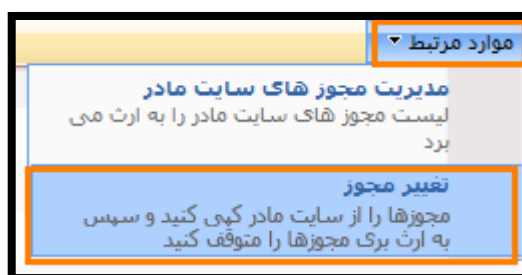 موارد مرتبط
مدیریت مجوز های سایت مادر
لیست مجوز های سایت مادر را به ارث می
برد
تغییر مجوز
مجوزها را از سایت مادر کپی کنید و سپس
به ارث بری مجوزها را متوقف کنید